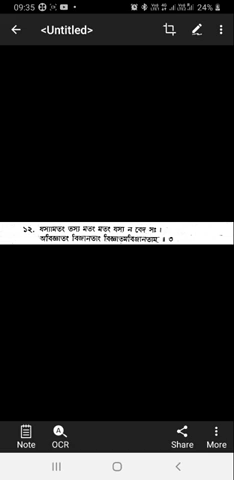 09:35
24%
<Untitled>
১২. যস্যামতং তস্য মতং মতং যস্য ন বেদ সঃ ।
অবিজ্ঞাতং বিজানতাং বিজ্ঞাতমবিজানতাম্ ॥ ৩
Note
OCR
Share
More